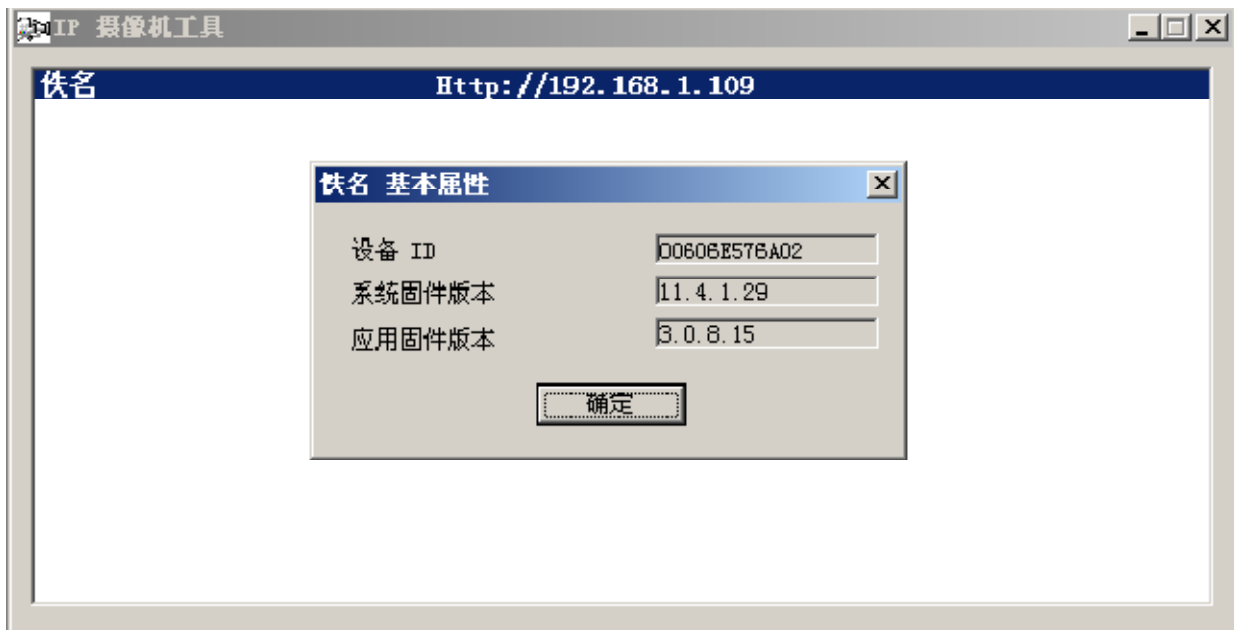 IP 摄像机工具
佚名 Http://192.168.1.109
佚名 基本属性
设备 ID 00606E576A02
系统固件版本 11.4.1.29
应用固件版本 3.0.8.15
确定